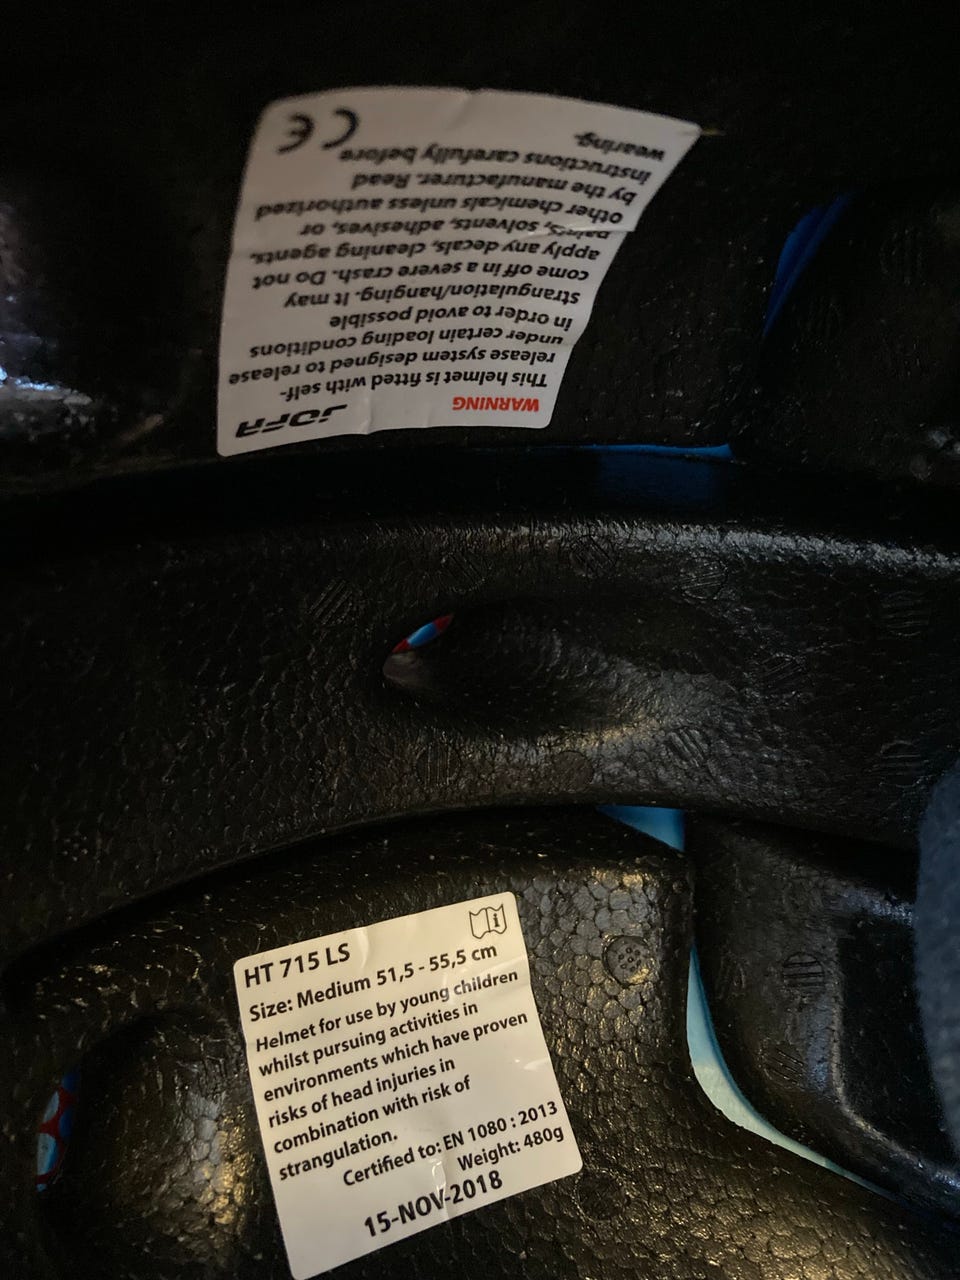 WARNING JOFA
This helmet is fitted with self-
release system designed to release
under certain loading conditions
in order to avoid possible
strangulation/hanging. It may
come off in a severe crash. Do not
apply any decals, cleaning agents,
paints, solvents, adhesives, or
other chemicals unless authorized
by the manufacturer. Read
instructions carefully before
wearing.
CE
HT 715 LS
Size: Medium 51,5 - 55,5 cm
Helmet for use by young children
whilst pursuing activities in
environments which have proven
risks of head injuries in
combination with risk of
strangulation.
Certified to: EN 1080 : 2013
Weight: 480g
15-NOV-2018